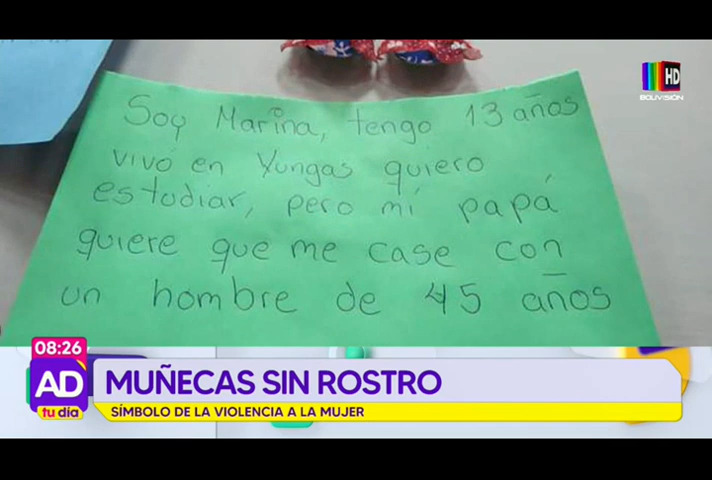 HD
BOLIVISIÓN
Soy Marina, tengo 13 años
vivo en Yungas quiero
estudiar, pero mi papá
quiere que me case con
un hombre de 45 años
08:26
AD
tu día
MUÑECAS SIN ROSTRO
SÍMBOLO DE LA VIOLENCIA A LA MUJER